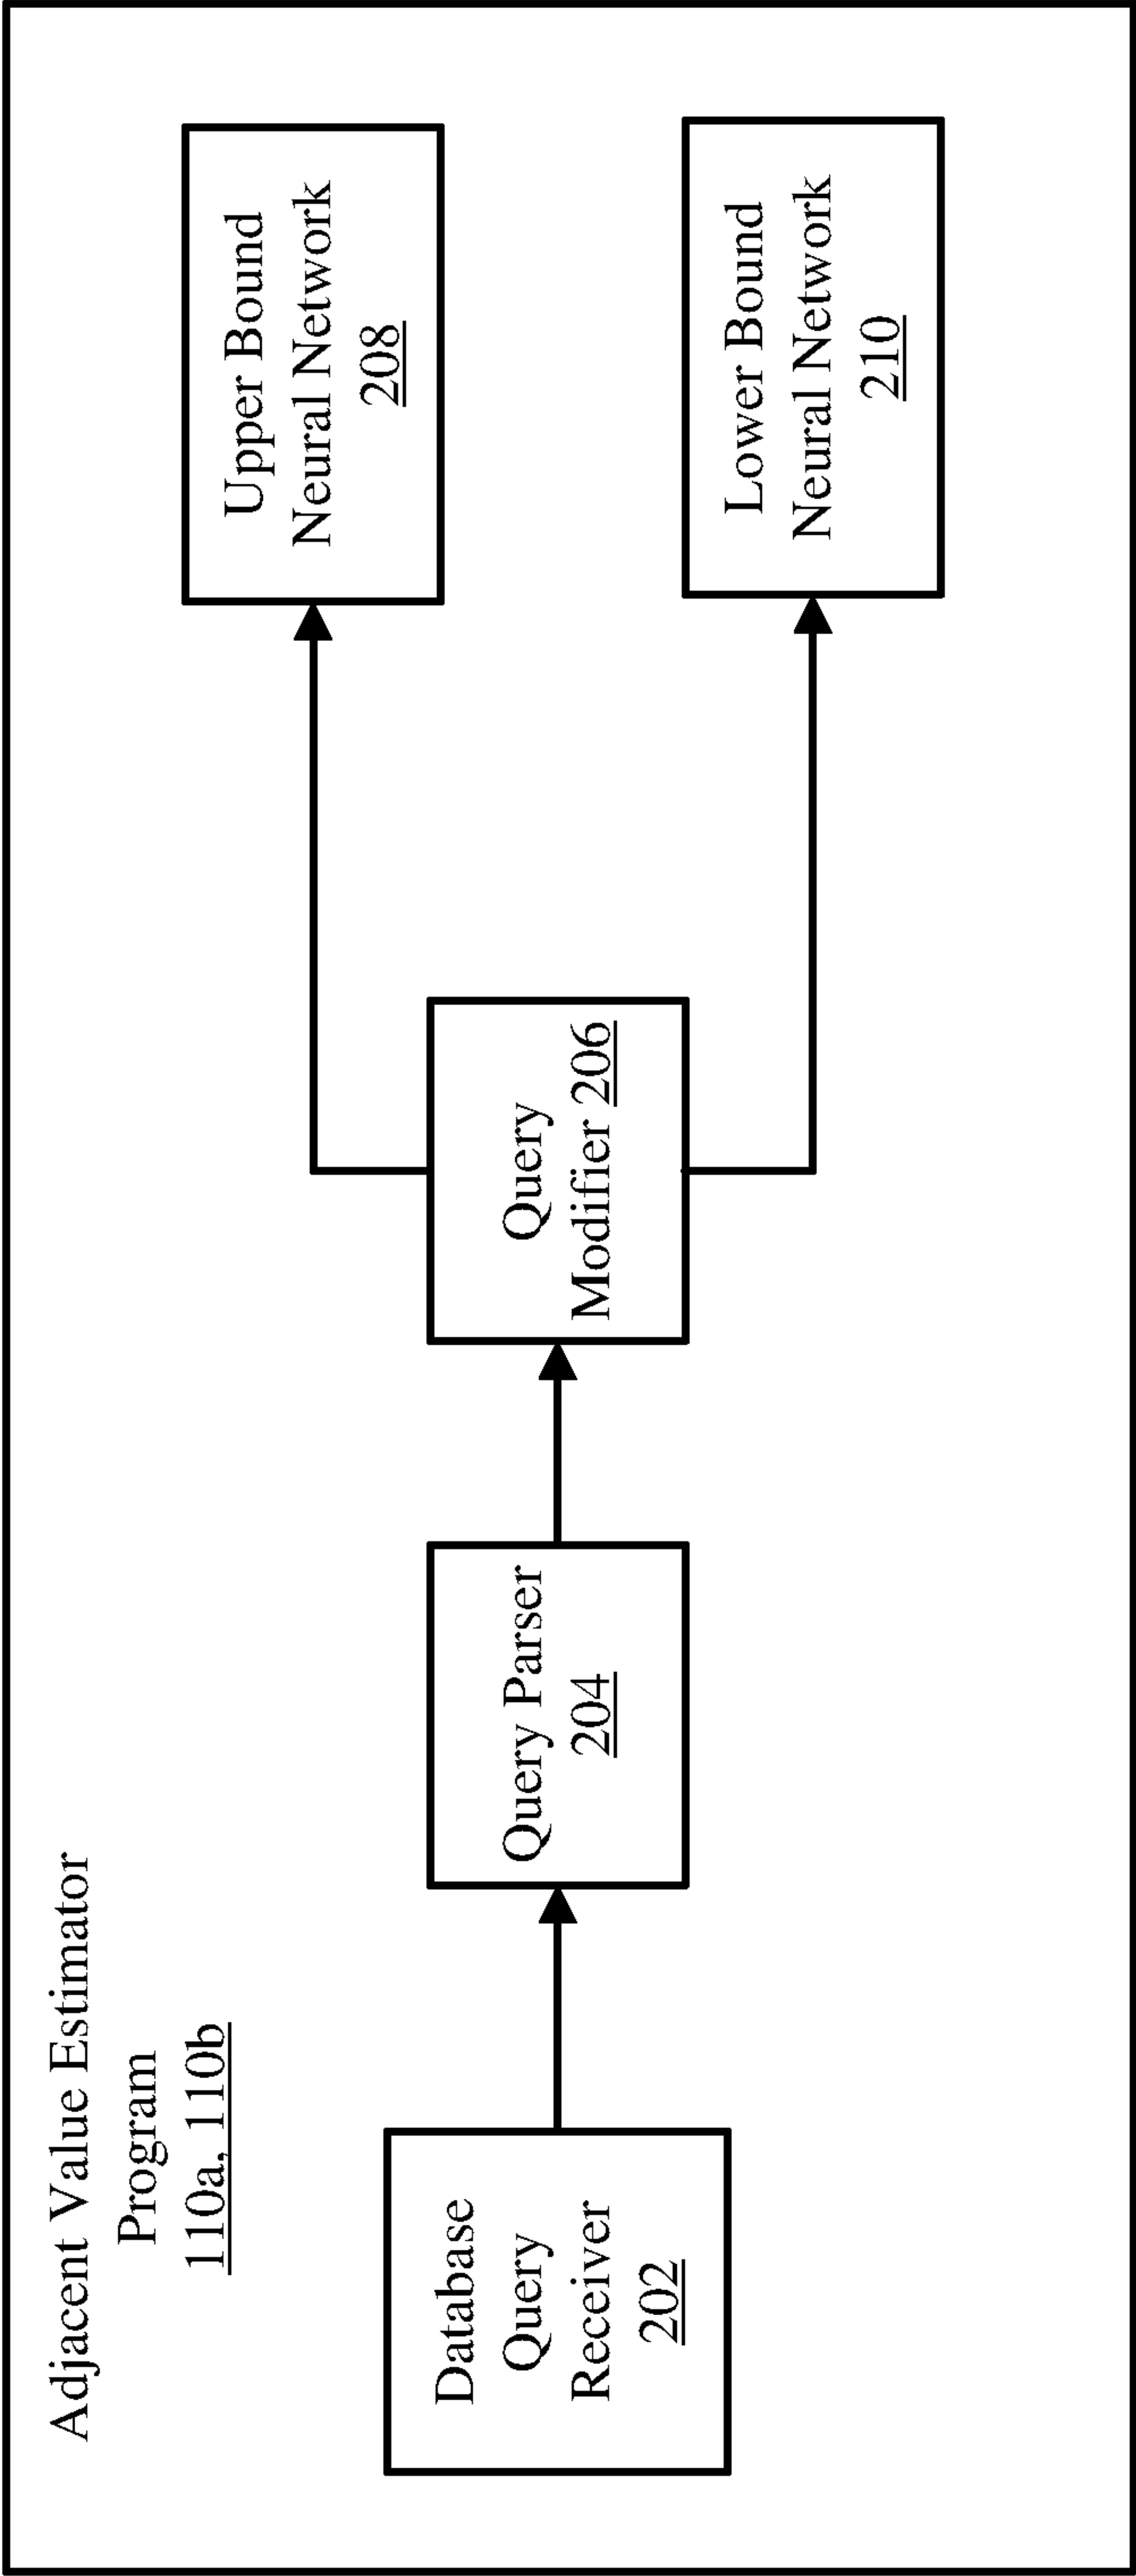 Adjacent Value Estimator
Program
110a, 110b
Database
Query
Receiver
202
Query Parser
204
Query
Modifier 206
Upper Bound
Neural Network
208
Lower Bound
Neural Network
210